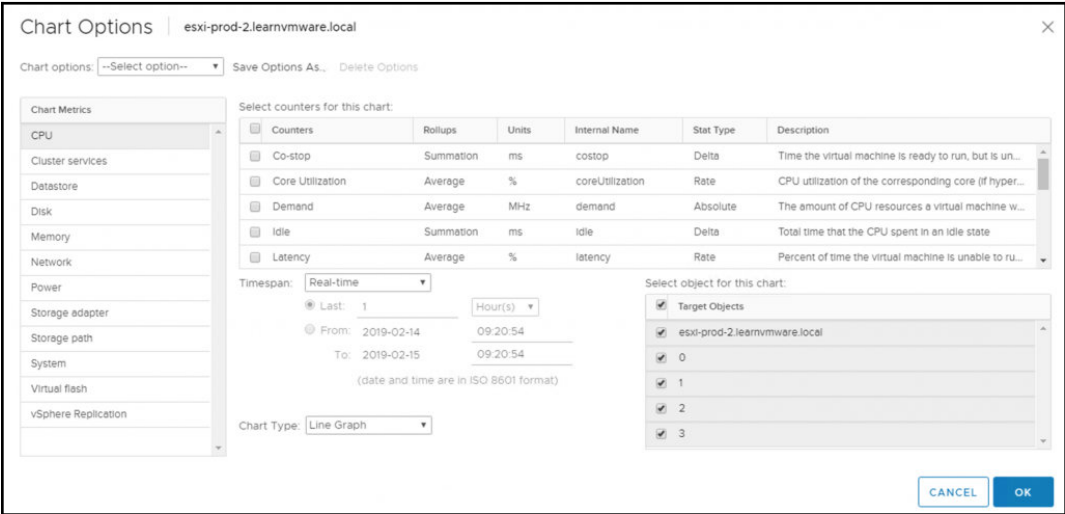 Chart Options | esxi-prod-2.learnvmware.local
Chart options: --Select option-- Save Options As... Delete Options
Chart Metrics
CPU
Cluster services
Datastore
Disk
Memory
Network
Power
Storage adapter
Storage path
System
Virtual flash
vSphere Replication
Select counters for this chart:
Counters Rollups Units Internal Name Stat Type Description
Co-stop Summation ms costop Delta Time the virtual machine is ready to run, but is un...
Core Utilization Average % coreUtilization Rate CPU utilization of the corresponding core (if hyper...
Demand Average MHz demand Absolute The amount of CPU resources a virtual machine w...
Idle Summation ms idle Delta Total time that the CPU spent in an idle state
Latency Average % latency Rate Percent of time the virtual machine is unable to ru...
Timespan: Real-time
Last: 1 Hour(s)
From: 2019-02-14 09:20:54
To: 2019-02-15 09:20:54
(date and time are in ISO 8601 format)
Chart Type: Line Graph
Select object for this chart:
Target Objects
esxi-prod-2.learnvmware.local
0
1
2
3
CANCEL OK